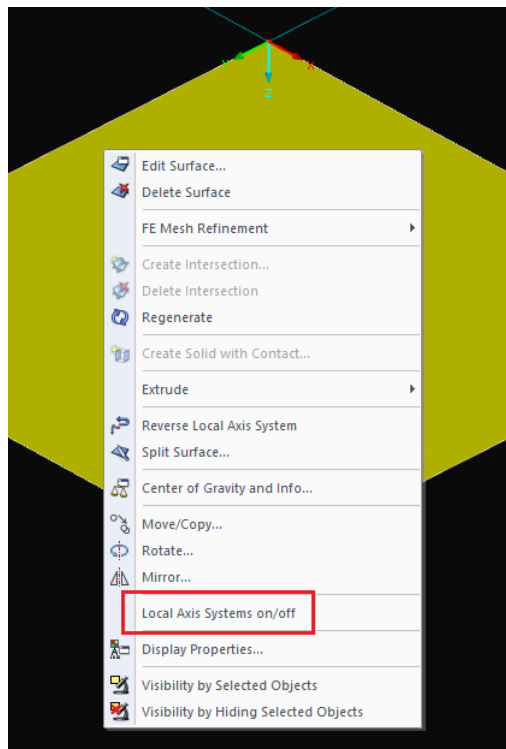 Y
X
Z
Edit Surface...
Delete Surface
FE Mesh Refinement
Create Intersection...
Delete Intersection
Regenerate
Create Solid with Contact...
Extrude
Reverse Local Axis System
Split Surface...
Center of Gravity and Info...
Move/Copy...
Rotate...
Mirror...
Local Axis Systems on/off
Display Properties...
Visibility by Selected Objects
Visibility by Hiding Selected Objects